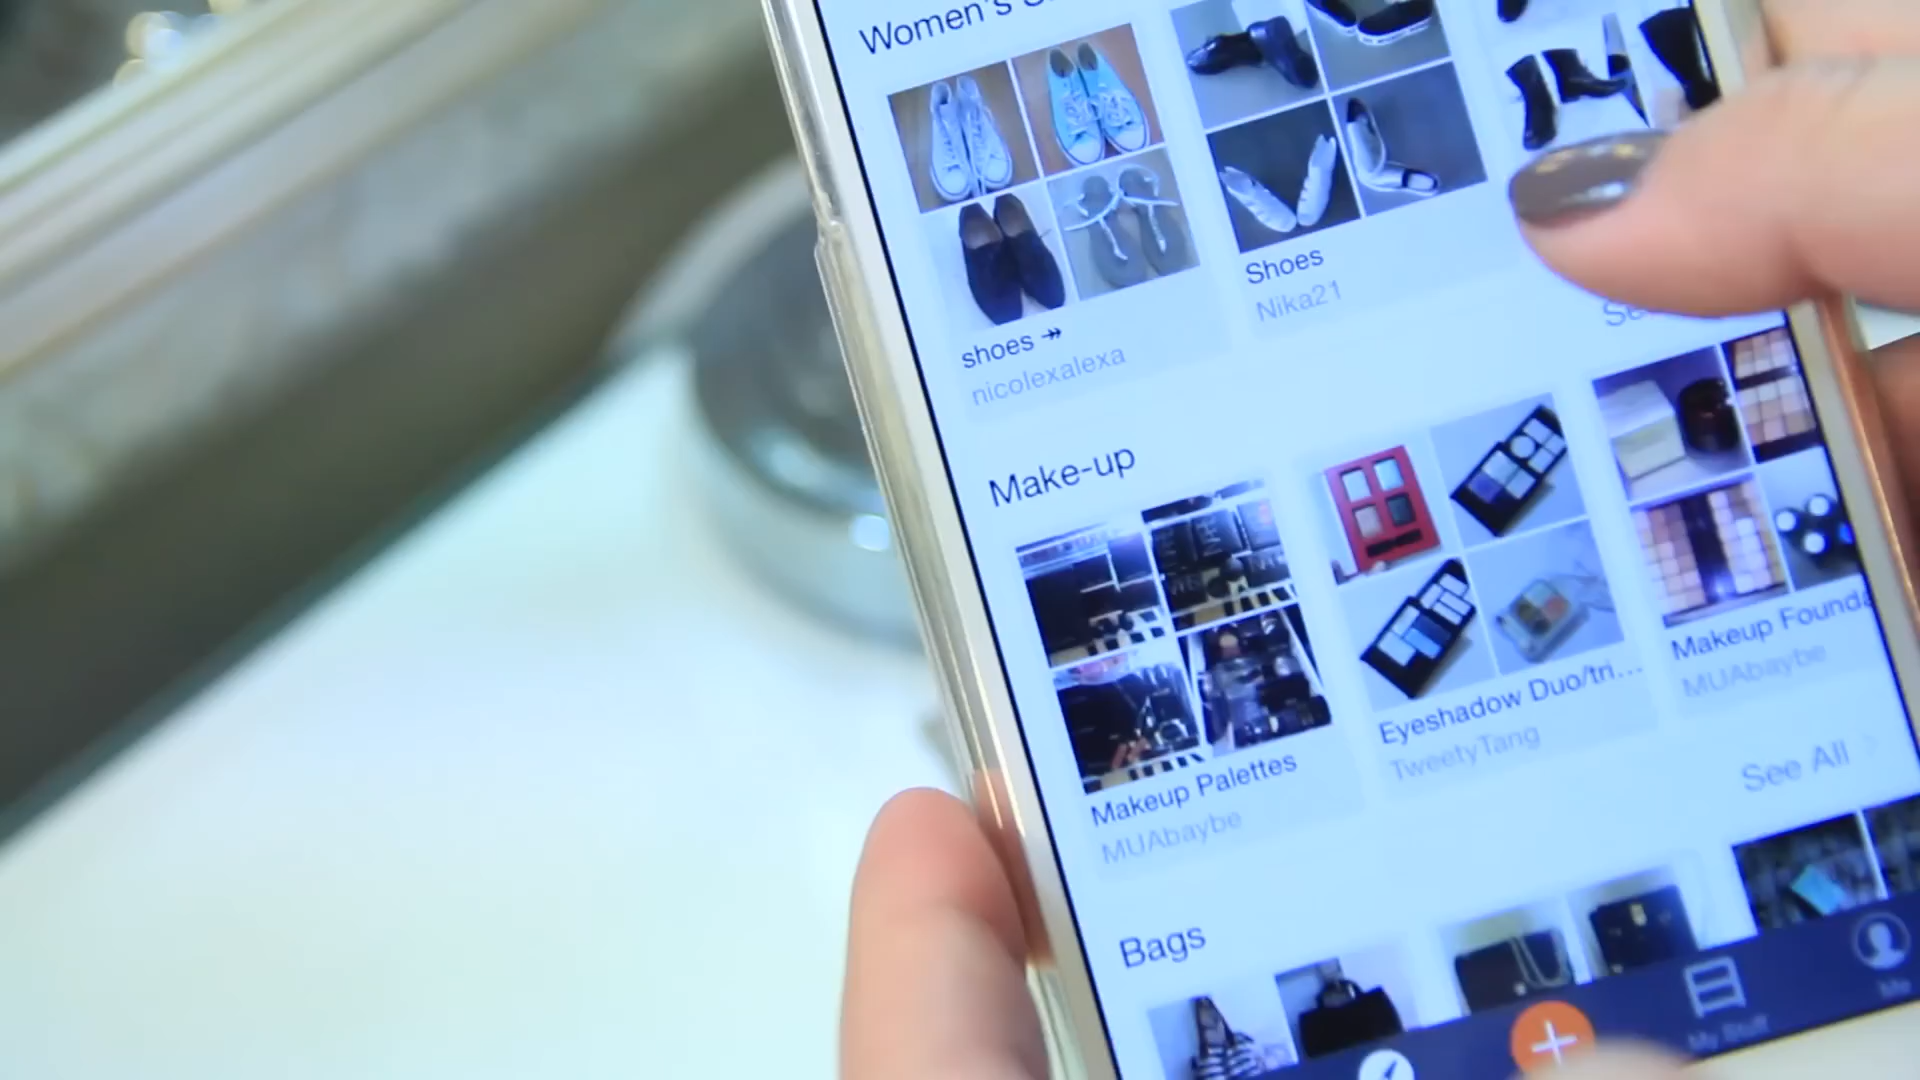 Women's
shoes ↠
nicolexalexa
Shoes
Nika21
Make-up
Makeup Palettes
MUAbaybe
Eyeshadow Duo/tri...
TweetyTang
Makeup Founda
MUAbaybe
See All
Bags
My Stuff
Me